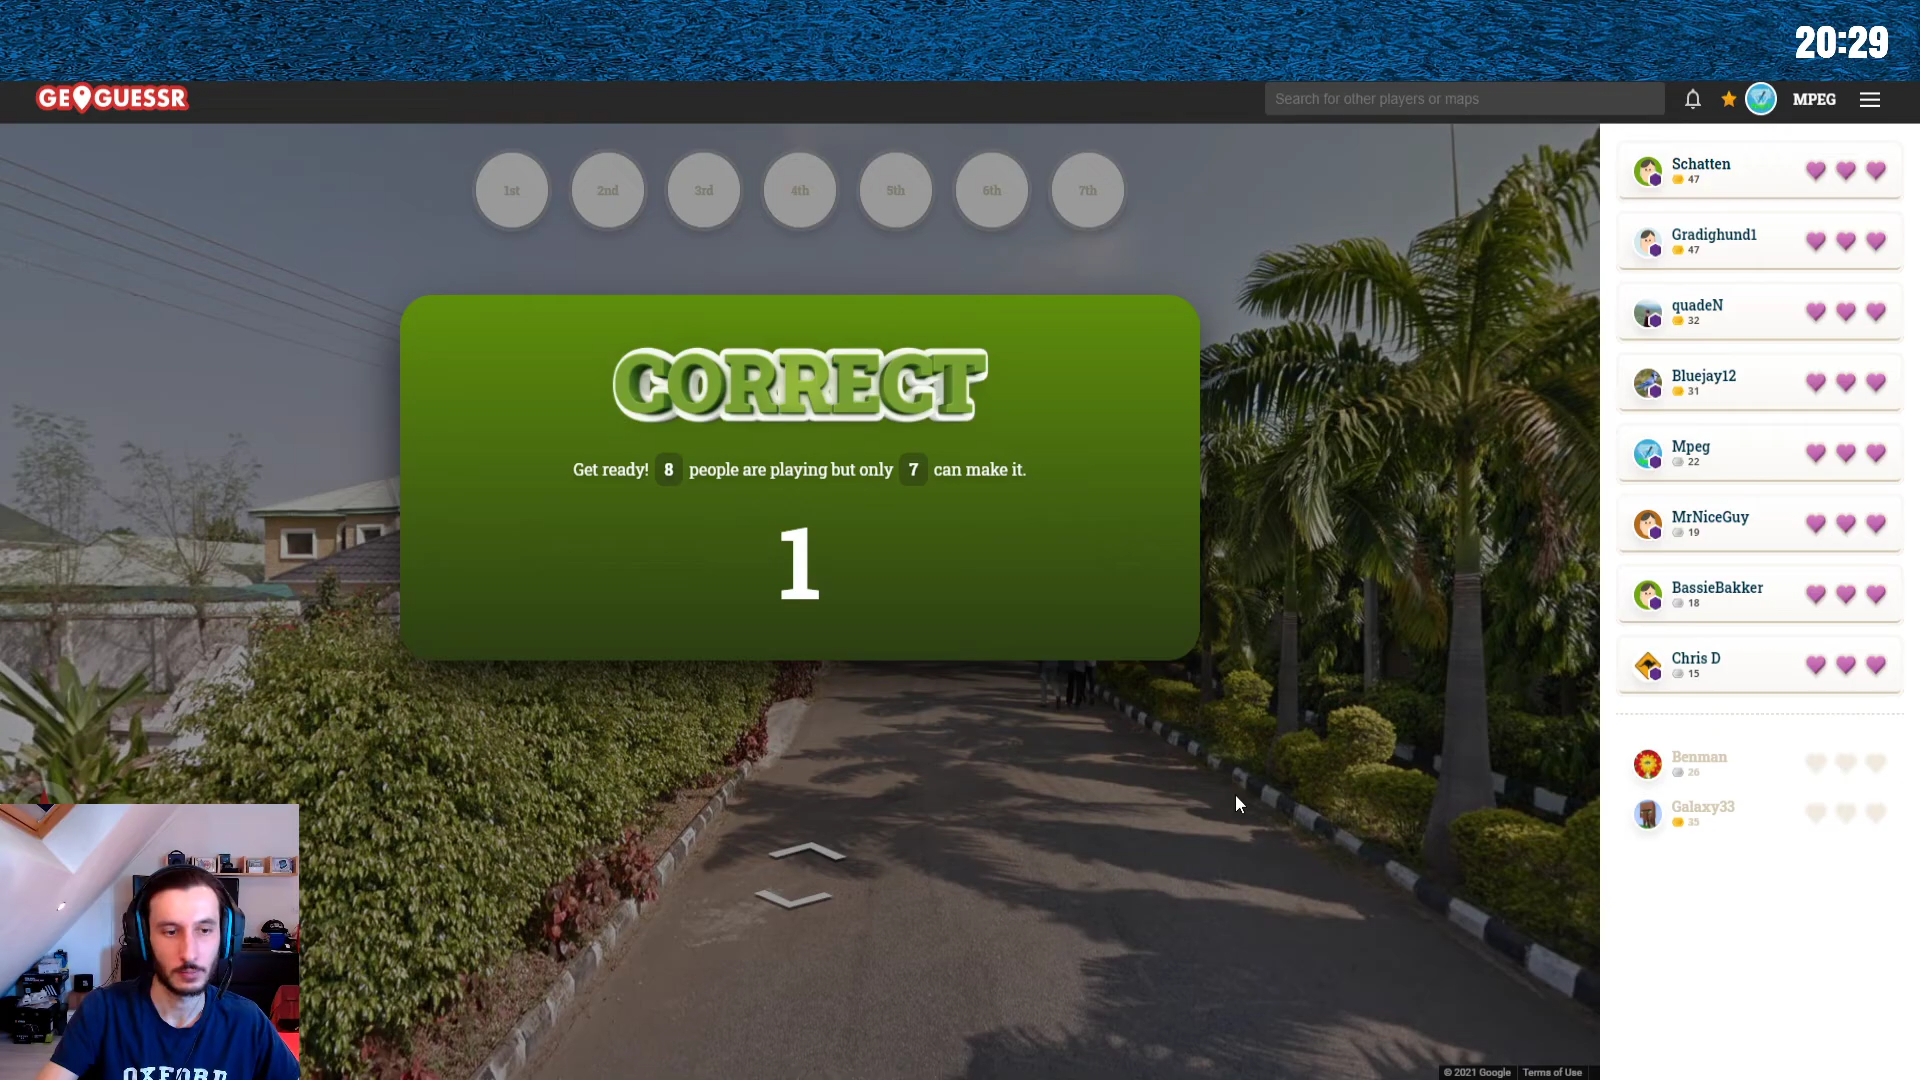 20:29
GEOGUESSR
Search for other players or maps
MPEG
1st
2nd
3rd
4th
5th
6th
7th
CORRECT
Get ready! 8 people are playing but only 7 can make it.
1
Schatten
47
Gradighund1
47
quadeN
32
Bluejay12
31
Mpeg
22
MrNiceGuy
19
BassieBakker
18
Chris D
15
Benman
26
Galaxy33
35
OXFORD
© 2021 Google
Terms of Use